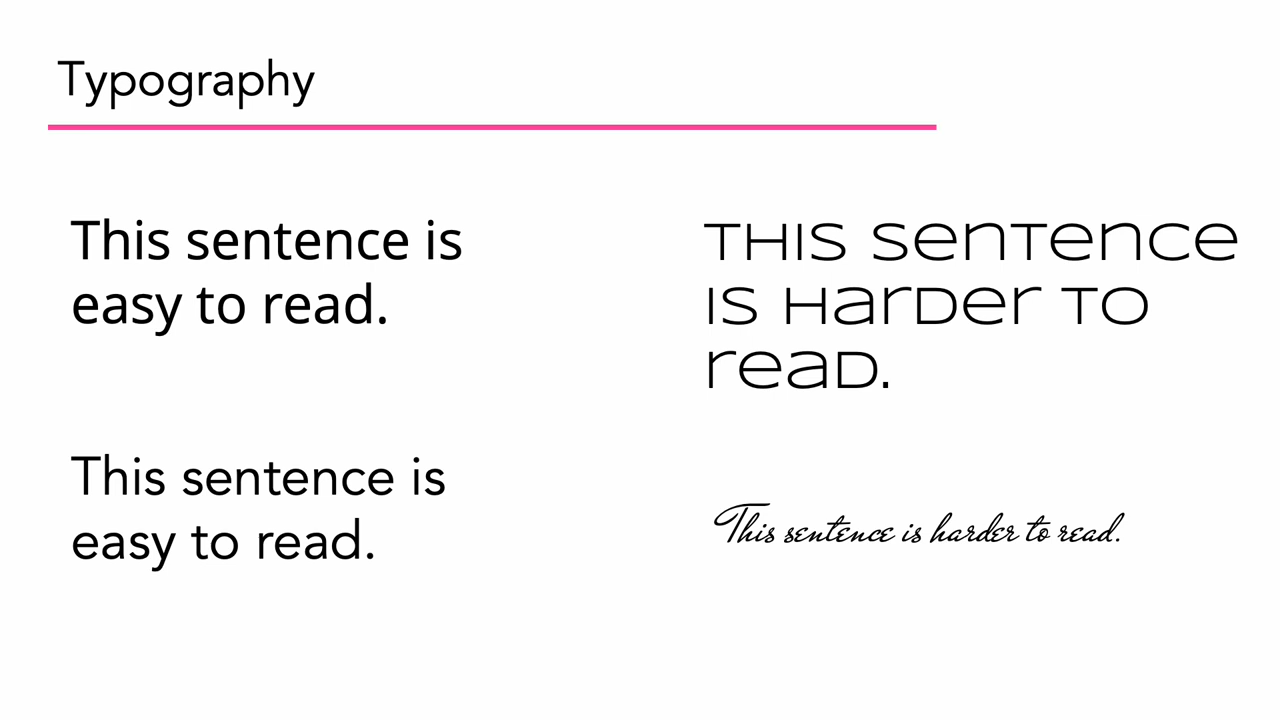 Typography
This sentence is
easy to read.
This sentence
is harder to
read.
This sentence is
easy to read.
This sentence is harder to read.